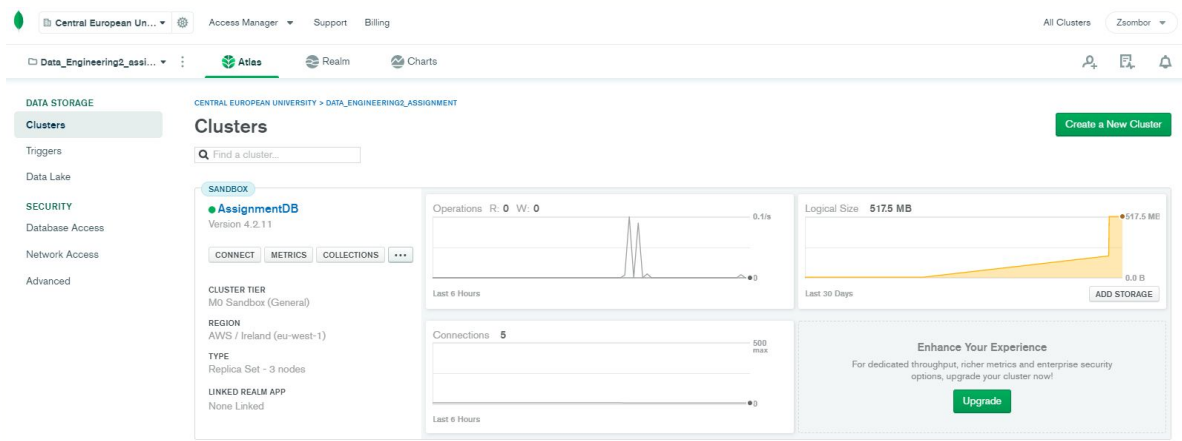 Central European Un...
Access Manager
Support
Billing
All Clusters
Zsombor
Data_Engineering2_assi...
Atlas
Realm
Charts
DATA STORAGE
Clusters
Triggers
Data Lake
SECURITY
Database Access
Network Access
Advanced
CENTRAL EUROPEAN UNIVERSITY > DATA_ENGINEERING2_ASSIGNMENT
Clusters
Create a New Cluster
Find a cluster...
SANDBOX
AssignmentDB
Version 4.2.11
CONNECT METRICS COLLECTIONS ...
CLUSTER TIER
M0 Sandbox (General)
REGION
AWS / Ireland (eu-west-1)
TYPE
Replica Set - 3 nodes
LINKED REALM APP
None Linked
Operations R: 0 W: 0
0.1/s
0
Last 6 Hours
Logical Size 517.5 MB
517.5 MB
0.0 B
Last 30 Days
ADD STORAGE
Connections 5
500
max
0
Last 6 Hours
Enhance Your Experience
For dedicated throughput, richer metrics and enterprise security
options, upgrade your cluster now!
Upgrade